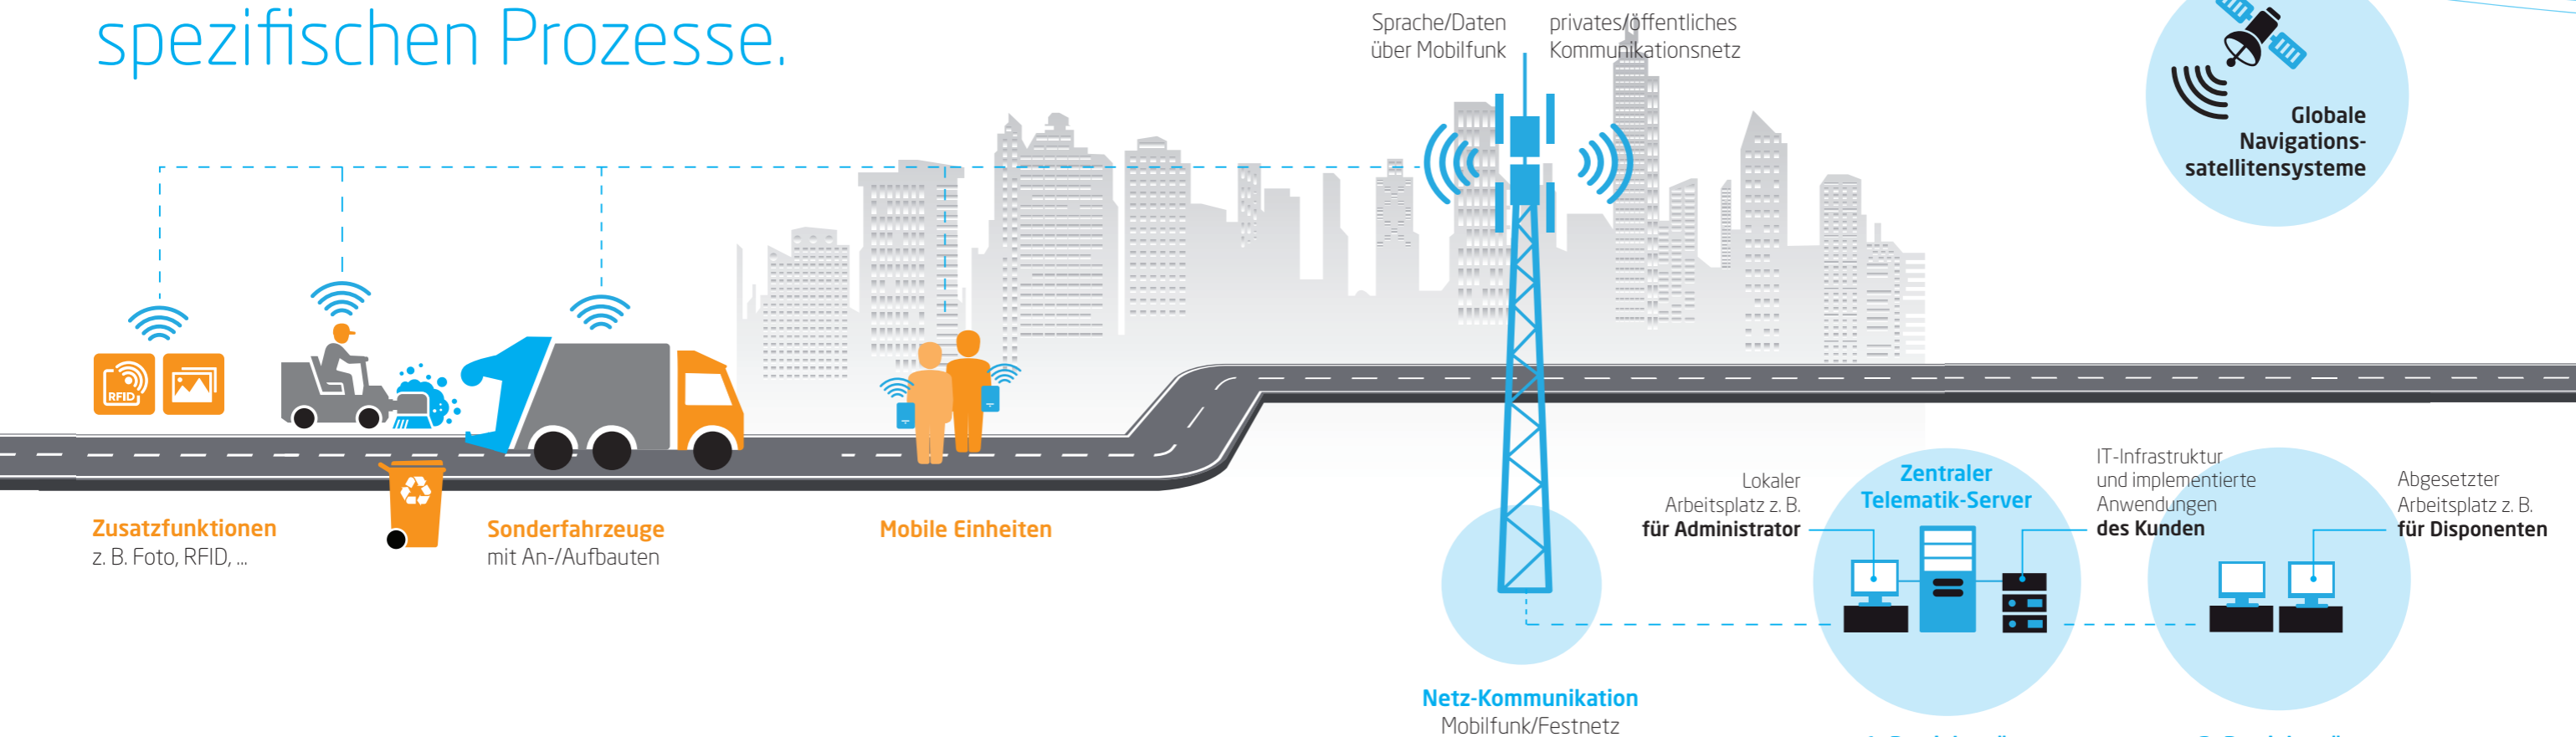 spezifischen Prozesse.
Sprache/Daten
über Mobilfunk
privates/öffentliches
Kommunikationsnetz
Globale
Navigations-
satellitensysteme
RFID
Zusatzfunktionen
z. B. Foto, RFID, ...
Sonderfahrzeuge
mit An-/Aufbauten
Mobile Einheiten
Lokaler
Arbeitsplatz z. B.
für Administrator
Zentraler
Telematik-Server
IT-Infrastruktur
und implementierte
Anwendungen
des Kunden
Abgesetzter
Arbeitsplatz z. B.
für Disponenten
Netz-Kommunikation
Mobilfunk/Festnetz